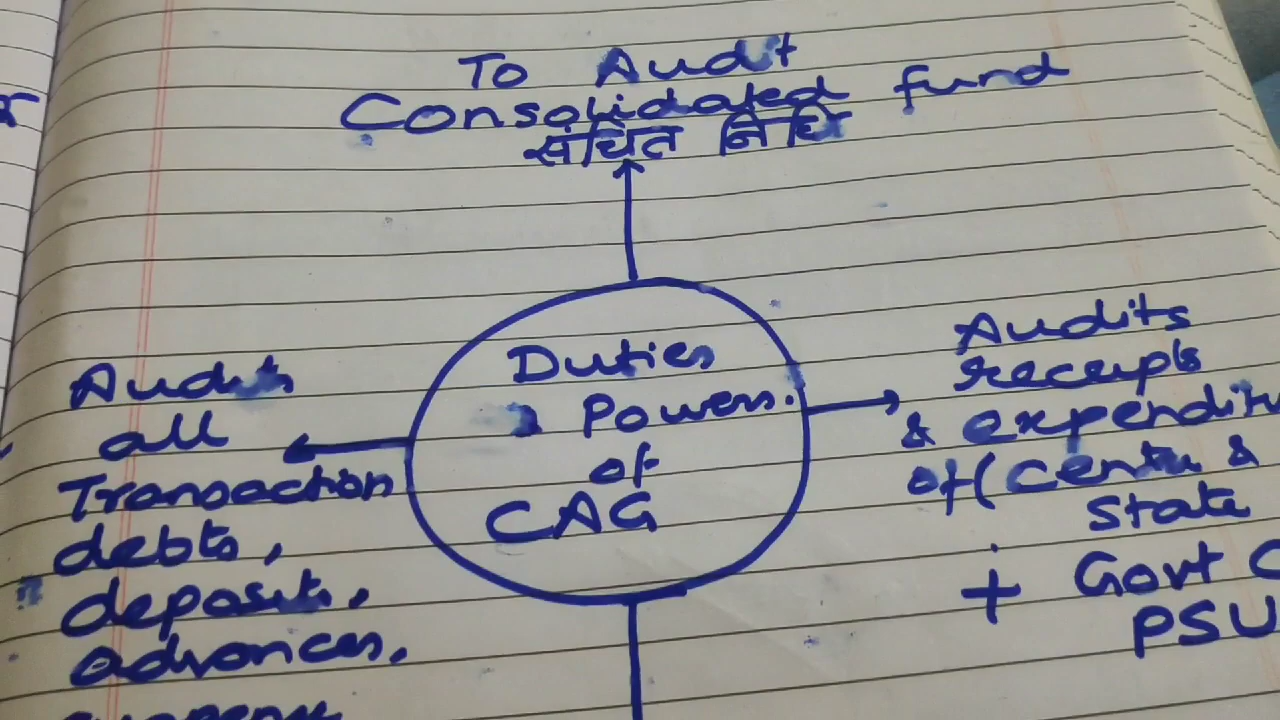 To Audit
Consolidated fund
संचित निधि
Duties
Powers.
of
CAG
Audits
all
Transaction
debts,
deposits,
advances,
Audits
receipts
& expenditu
of (Centre &
State
+ Govt C
PSU